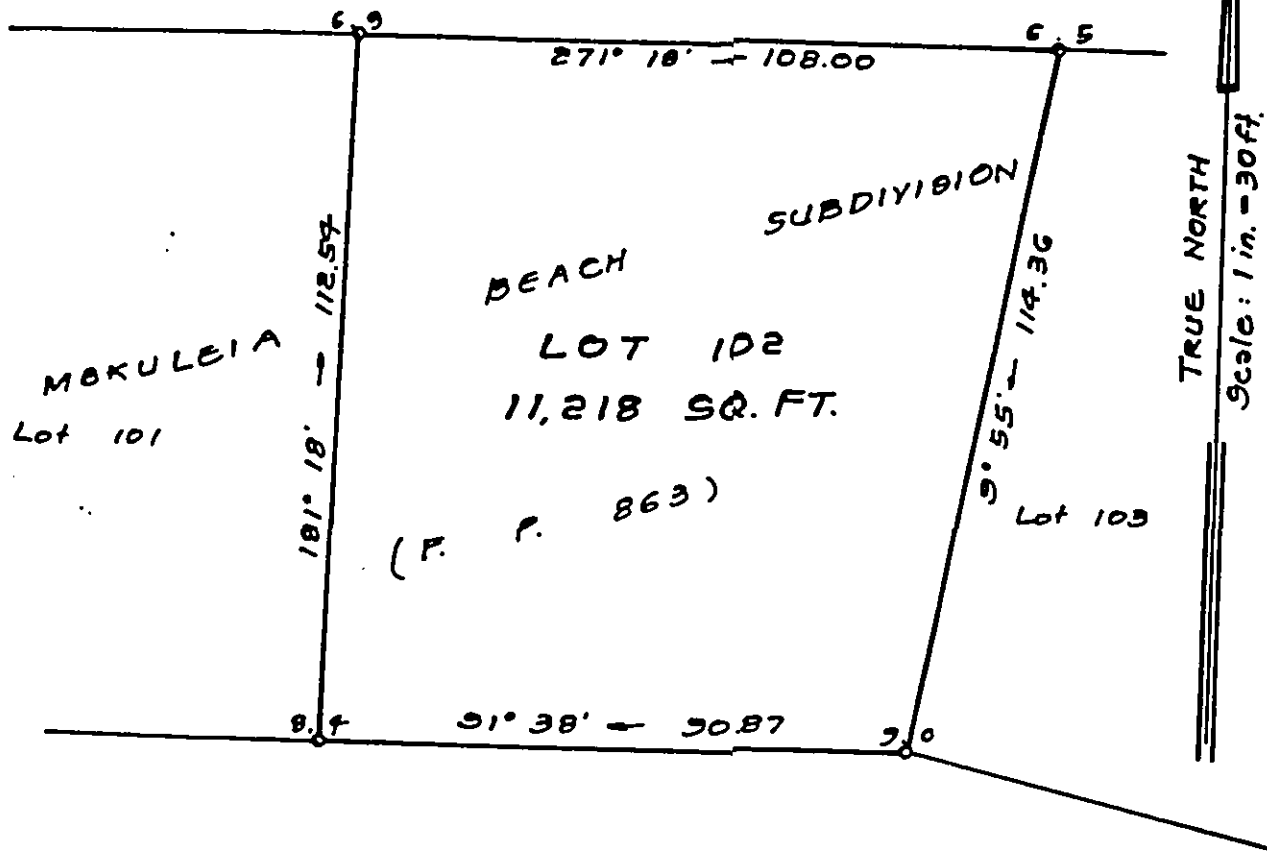 6.9
6.5
271° 18' — 108.00
SUBDIVISION
BEACH
LOT 102
11,218 SQ. FT.
(F. P. 863)
181° 18' — 112.54
9° 55' — 114.36
MOKULEIA
Lot 101
Lot 103
8.4
91° 38' — 90.87
9.0
TRUE NORTH
Scale: 1 in. = 30 ft.